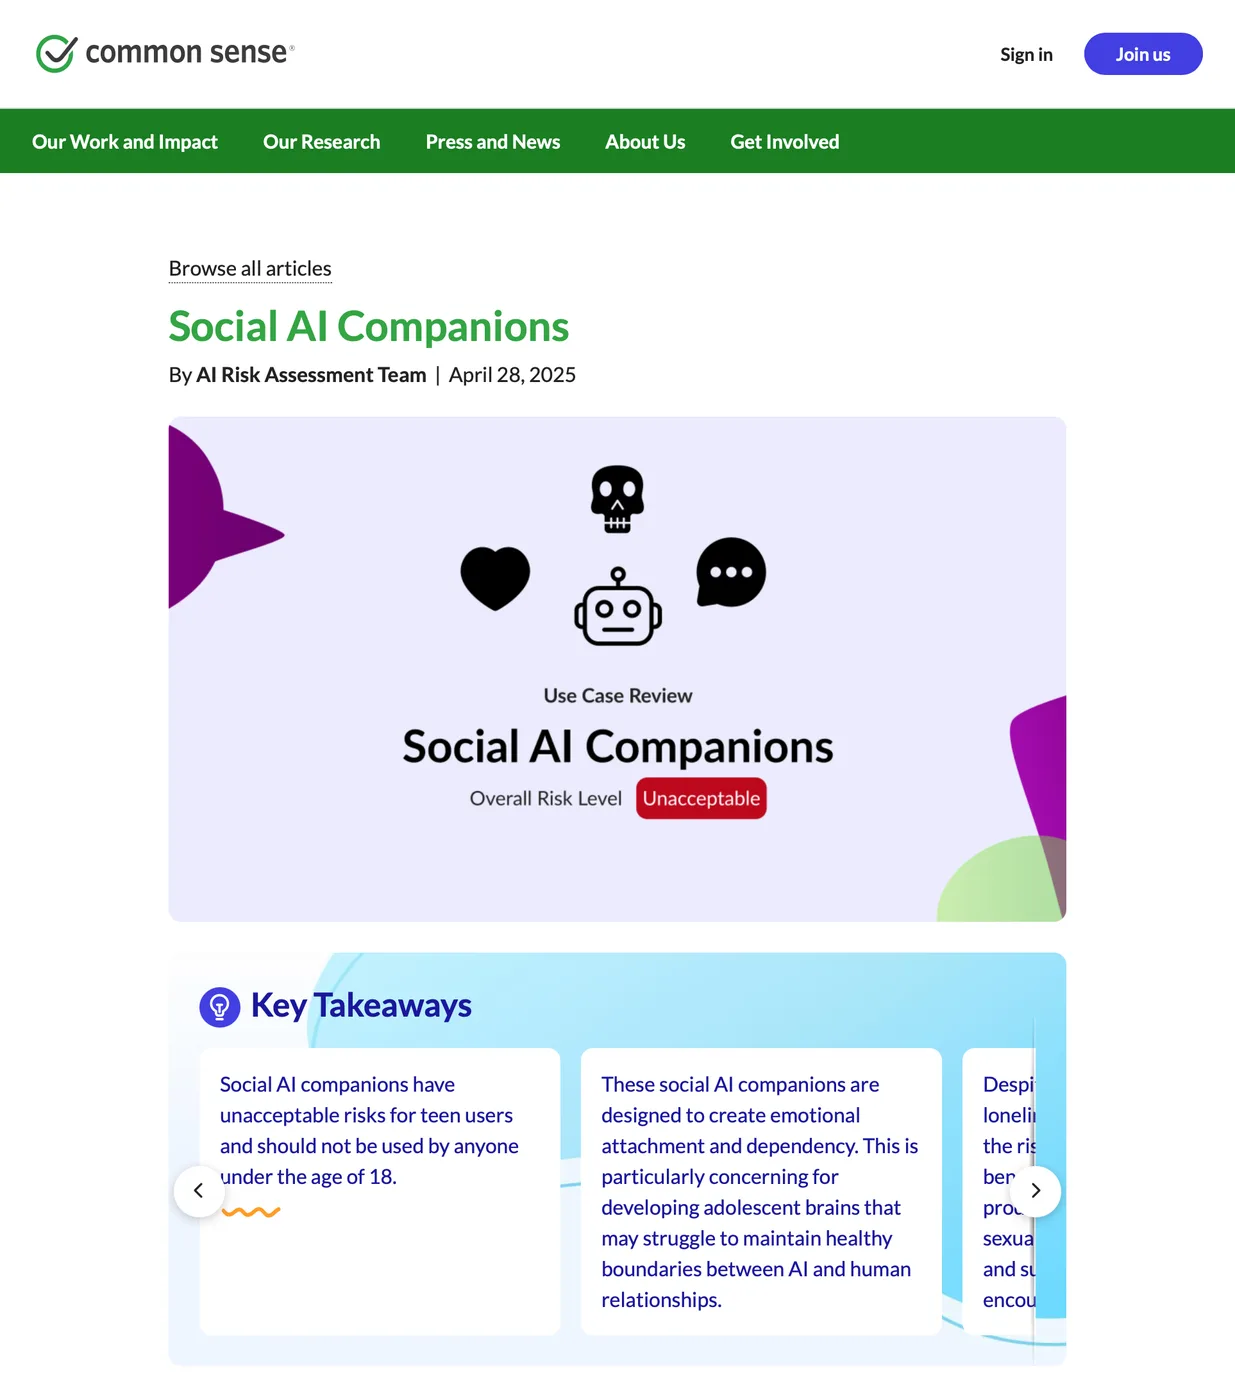 common sense®
Sign in
Join us
Our Work and Impact
Our Research
Press and News
About Us
Get Involved
Browse all articles
Social AI Companions
By AI Risk Assessment Team | April 28, 2025
Use Case Review
Social AI Companions
Overall Risk Level Unacceptable
Key Takeaways
Social AI companions have
unacceptable risks for teen users
and should not be used by anyone
under the age of 18.
These social AI companions are
designed to create emotional
attachment and dependency. This is
particularly concerning for
developing adolescent brains that
may struggle to maintain healthy
boundaries between AI and human
relationships.
the
and